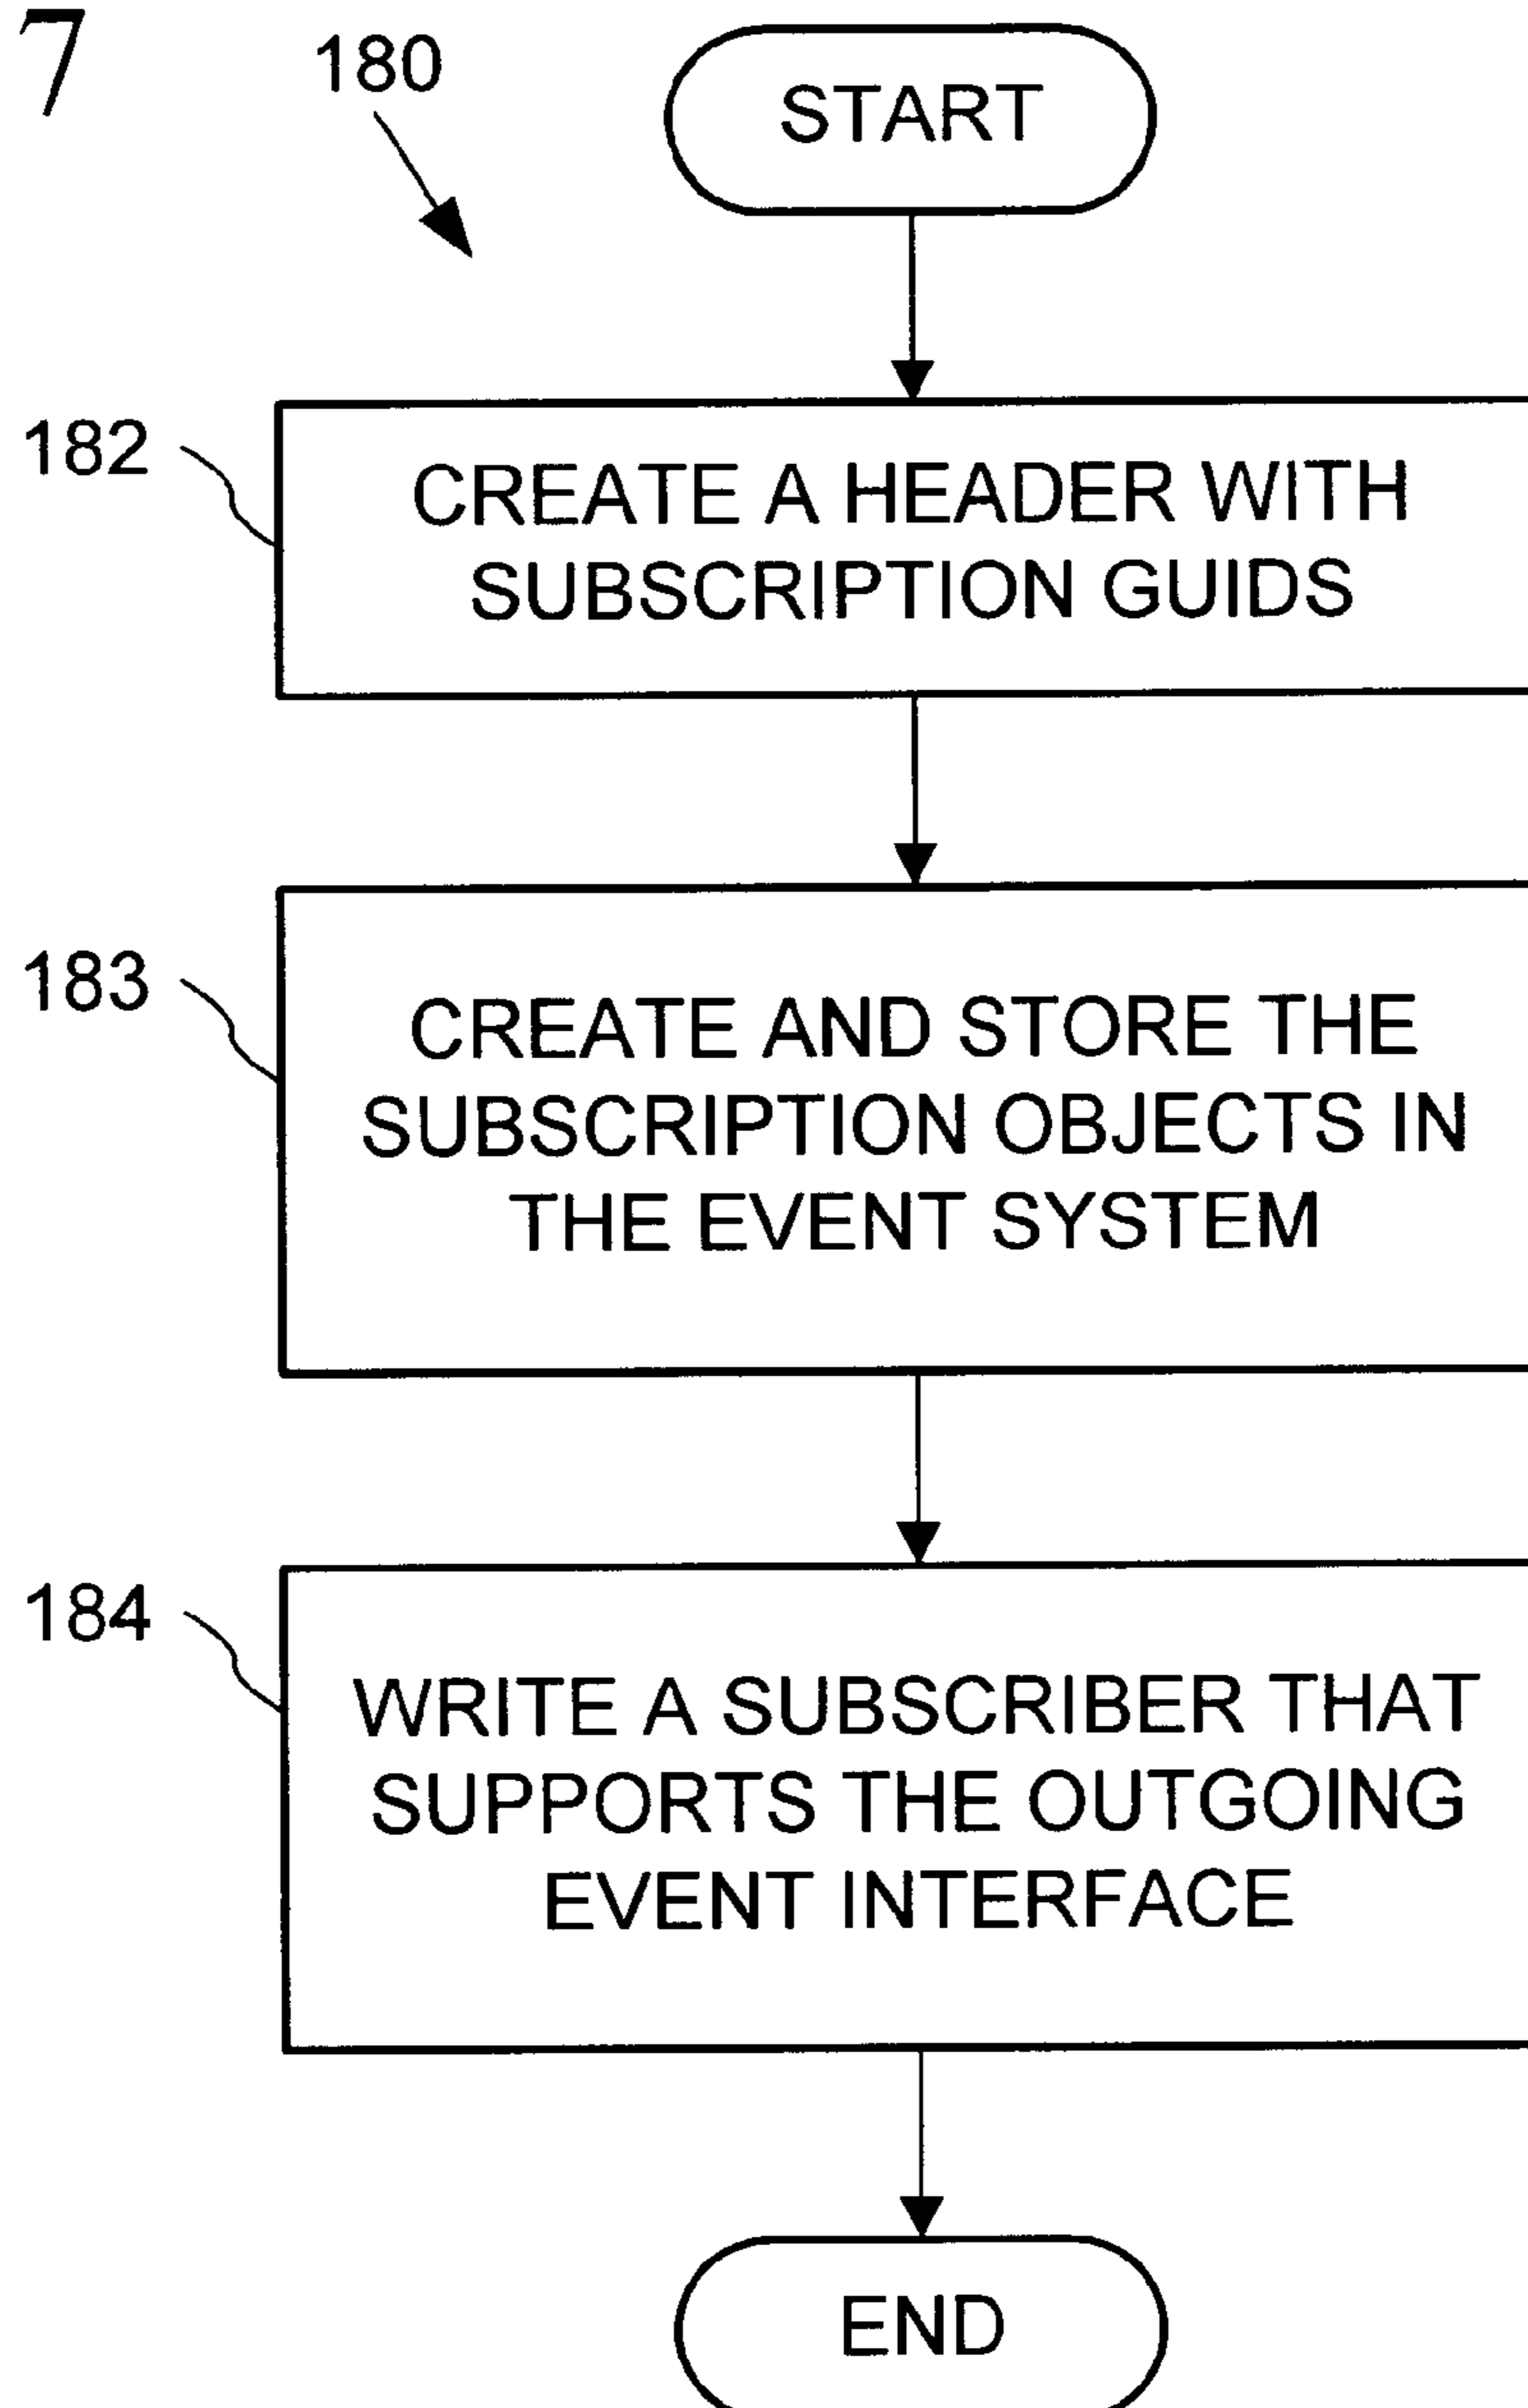 7
180
START
182
CREATE A HEADER WITH
SUBSCRIPTION GUIDS
183
CREATE AND STORE THE
SUBSCRIPTION OBJECTS IN
THE EVENT SYSTEM
184
WRITE A SUBSCRIBER THAT
SUPPORTS THE OUTGOING
EVENT INTERFACE
END